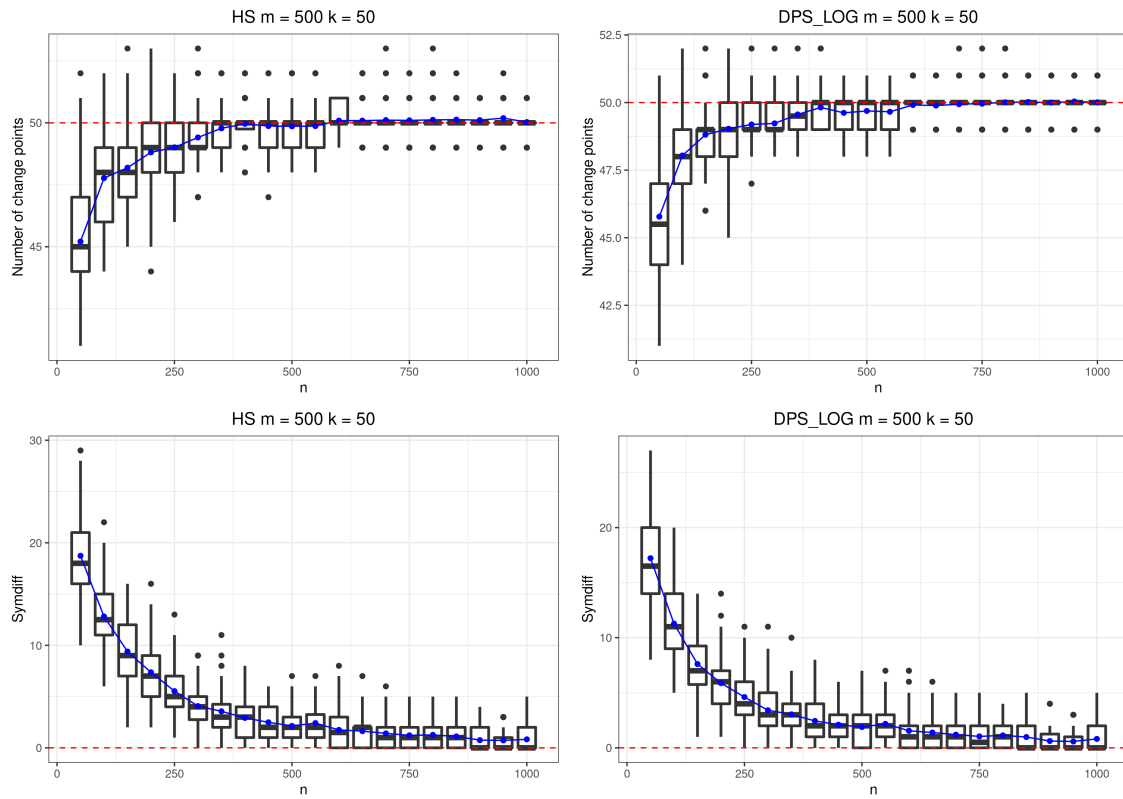 HS m = 500 k = 50
Number of change points
50
45
0
250
500
750
1000
n
DPS_LOG m = 500 k = 50
Number of change points
52.5
50.0
47.5
45.0
42.5
0
250
500
750
1000
n
HS m = 500 k = 50
Symdiff
30
20
10
0
0
250
500
750
1000
n
DPS_LOG m = 500 k = 50
Symdiff
20
10
0
0
250
500
750
1000
n